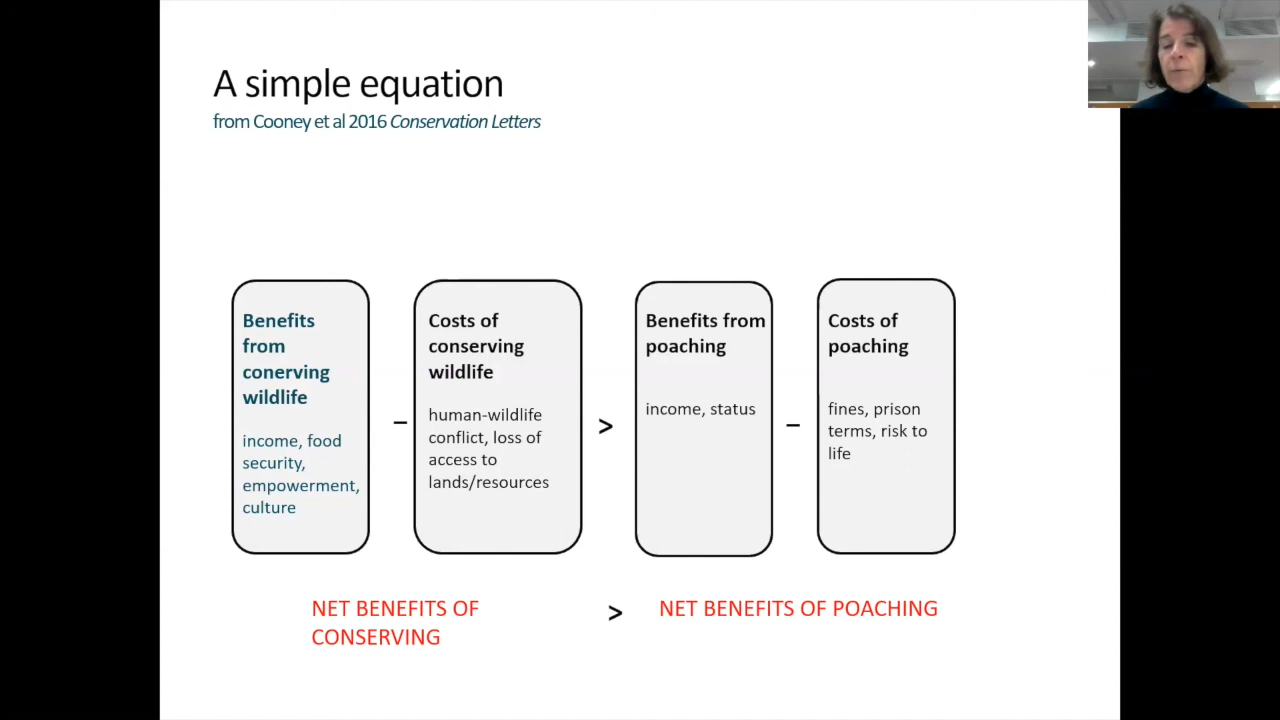 A simple equation
from Cooney et al 2016 Conservation Letters
Benefits
from
conerving
wildlife
income, food
security,
empowerment,
culture
–
Costs of
conserving
wildlife
human-wildlife
conflict, loss of
access to
lands/resources
>
Benefits from
poaching
income, status
–
Costs of
poaching
fines, prison
terms, risk to
life
NET BENEFITS OF
CONSERVING
>
NET BENEFITS OF POACHING